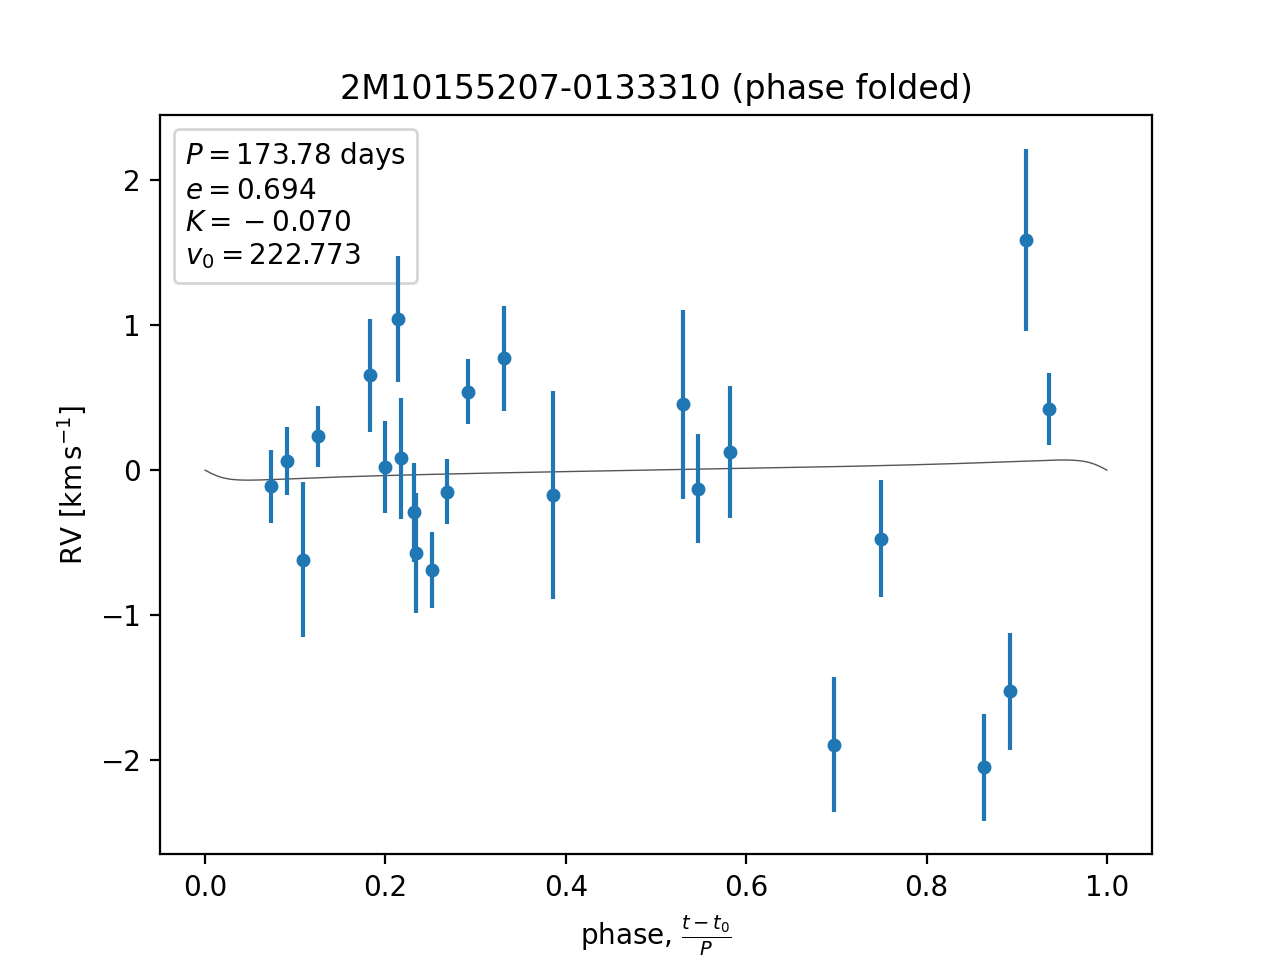 2M10155207-0133310 (phase folded)
P = 173.78 days
e = 0.694
K = −0.070
v₀ = 222.773
RV [km s⁻¹]
2
1
0
−1
−2
0.0 0.2 0.4 0.6 0.8 1.0
phase, (t − t₀)/P